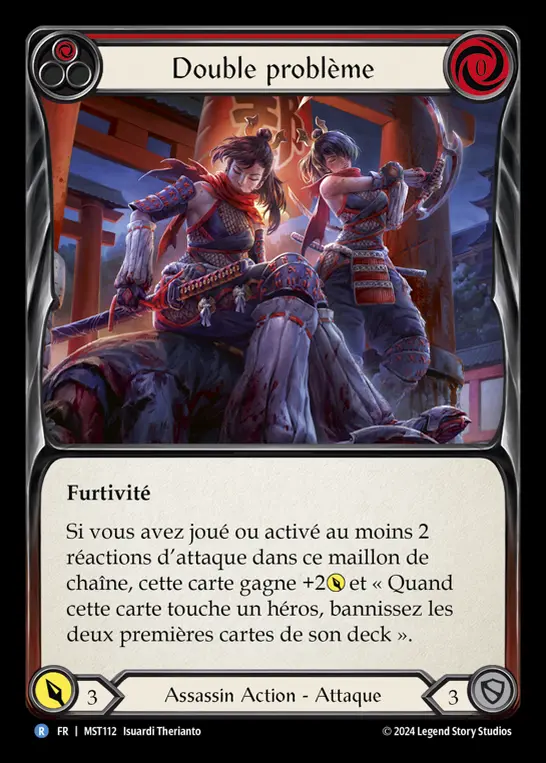 Double problème
0
Furtivité
Si vous avez joué ou activé au moins 2
réactions d’attaque dans ce maillon de
chaîne, cette carte gagne +2 et « Quand
cette carte touche un héros, bannissez les
deux premières cartes de son deck ».
3 Assassin Action - Attaque 3
R FR | MST112 Isuardi Therianto © 2024 Legend Story Studios